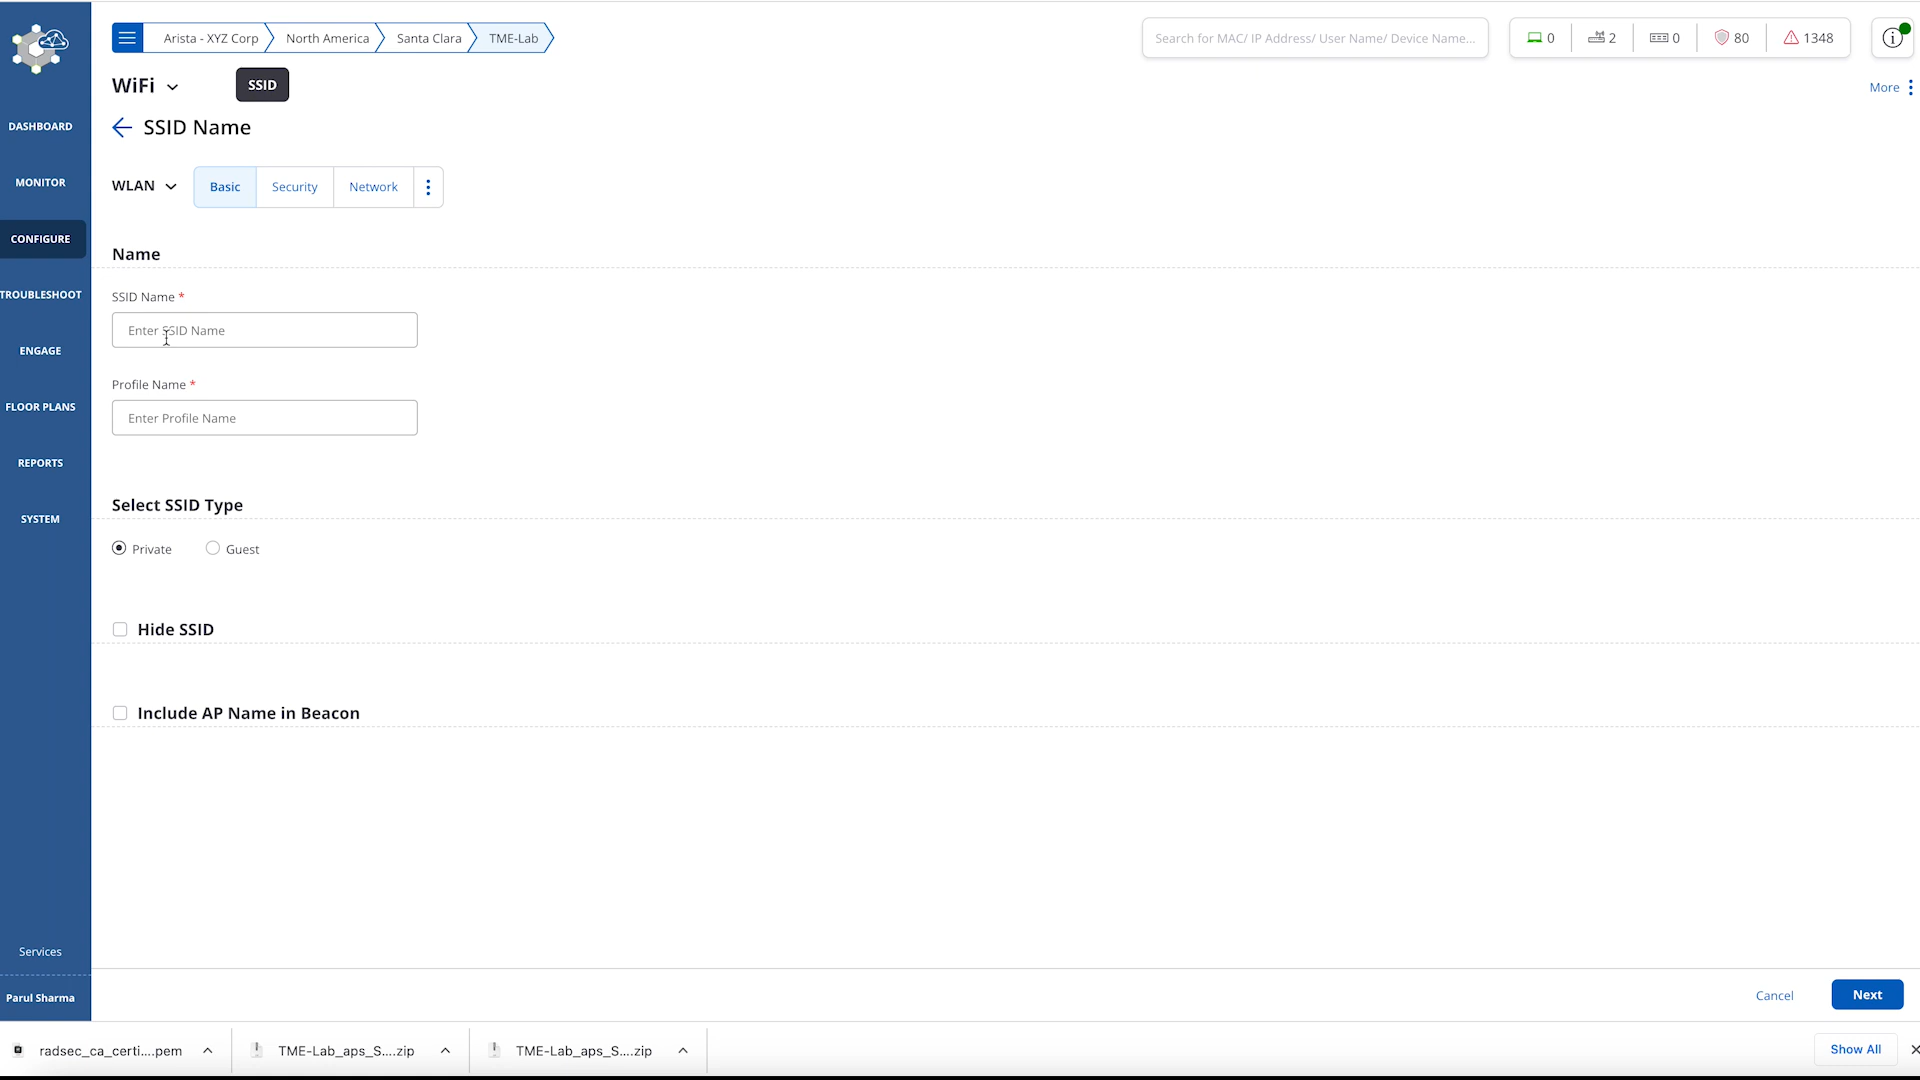 Arista - XYZ Corp North America Santa Clara TME-Lab Search for MAC/ IP Address/ User Name/ Device Name... 0 2 0 80 1348
WiFi SSID More
SSID Name
DASHBOARD
MONITOR
CONFIGURE
TROUBLESHOOT
ENGAGE
FLOOR PLANS
REPORTS
SYSTEM
WLAN Basic Security Network
Name
SSID Name *
Enter SSID Name
Profile Name *
Enter Profile Name
Select SSID Type
Private Guest
Hide SSID
Include AP Name in Beacon
Services
Parul Sharma
Cancel Next
radsec_ca_certi....pem TME-Lab_aps_S....zip TME-Lab_aps_S....zip Show All